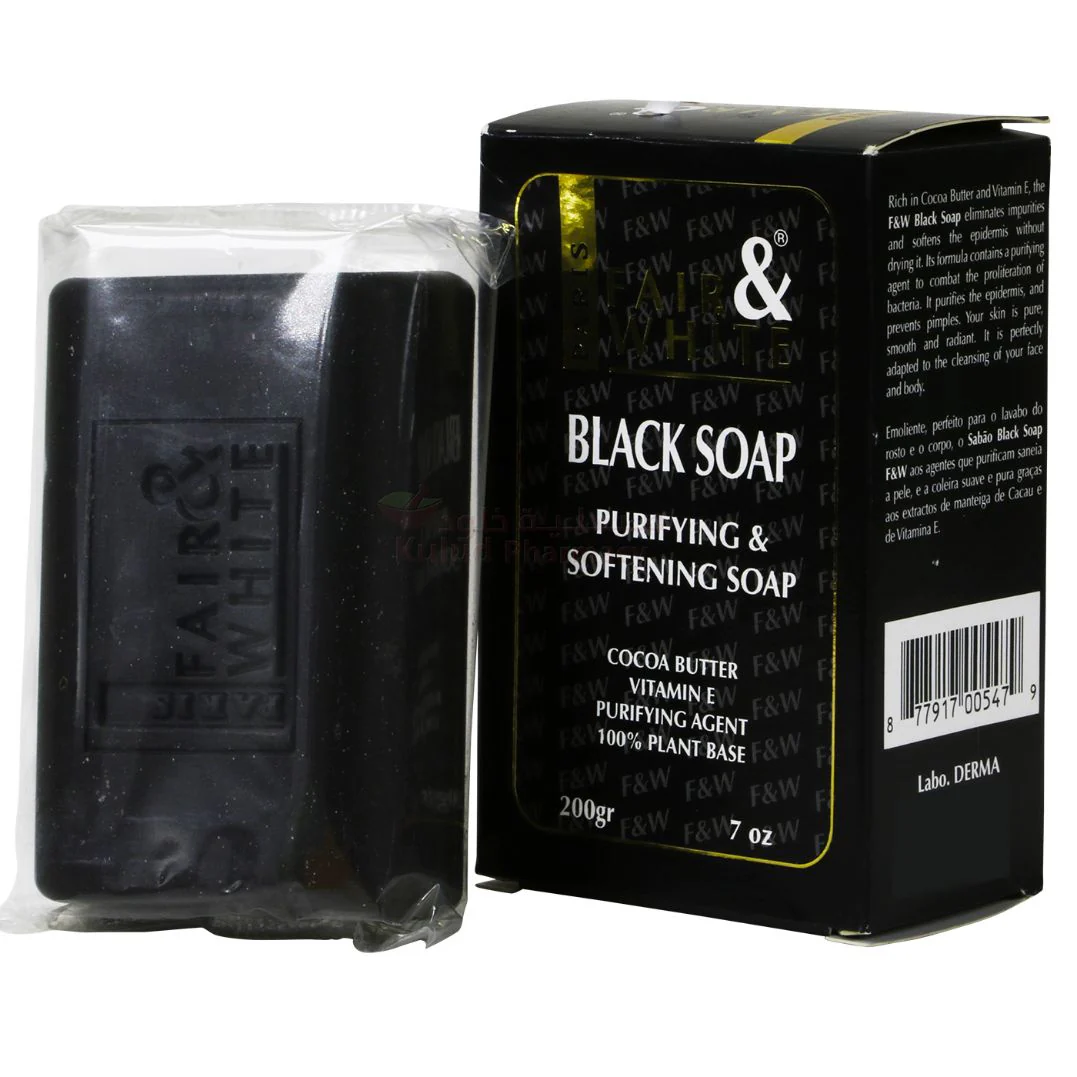 FAIR &
WHITE
PARIS
FAIR &®
WHITE
BLACK SOAP
PURIFYING &
SOFTENING SOAP
COCOA BUTTER
VITAMIN E
PURIFYING AGENT
100% PLANT BASE
200gr
7 oz
Rich in Cocoa Butter and Vitamin E, the
F&W Black Soap eliminates impurities
and softens the epidermis without
drying it. Its formula contains a purifying
agent to combat the proliferation of
bacteria. It purifies the epidermis, and
prevents pimples. Your skin is pure,
smooth and radiant. It is perfectly
adapted to the cleansing of your face
and body.
Emoliente, perfeito para o lavabo do
rosto e o corpo, o Sabão Black Soap
F&W aos agentes que purificam saneia
a pele, e a coleira suave e pura graças
aos extractos de manteiga de Cacau e
de Vitamina E.
8 77917 00547 9
Labo. DERMA